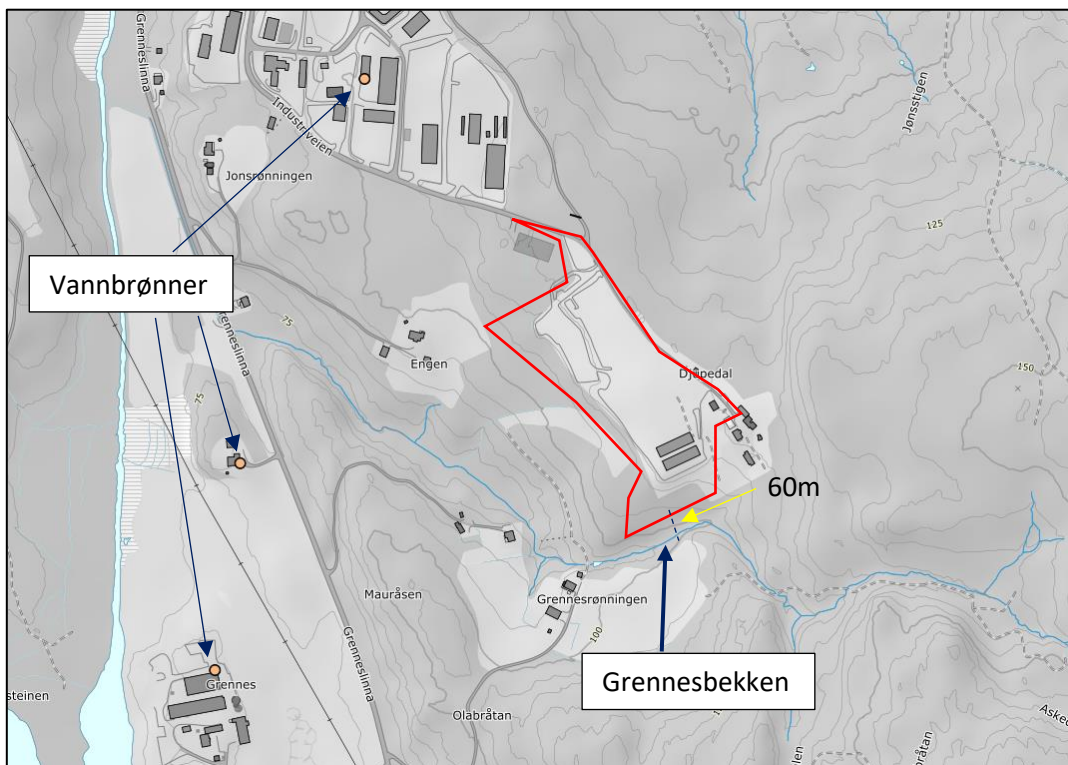 Grenneslinna
Jønsstigen
Industriveien
Jonsrønningen
125
Vannbrønner
75
Grenneslinna
Engen
150
Djupedal
75
60m
Mauråsen
Grennesrønningen
100
Grenneslinna
Grennesbekken
Grennes
steinen
Olabråtan